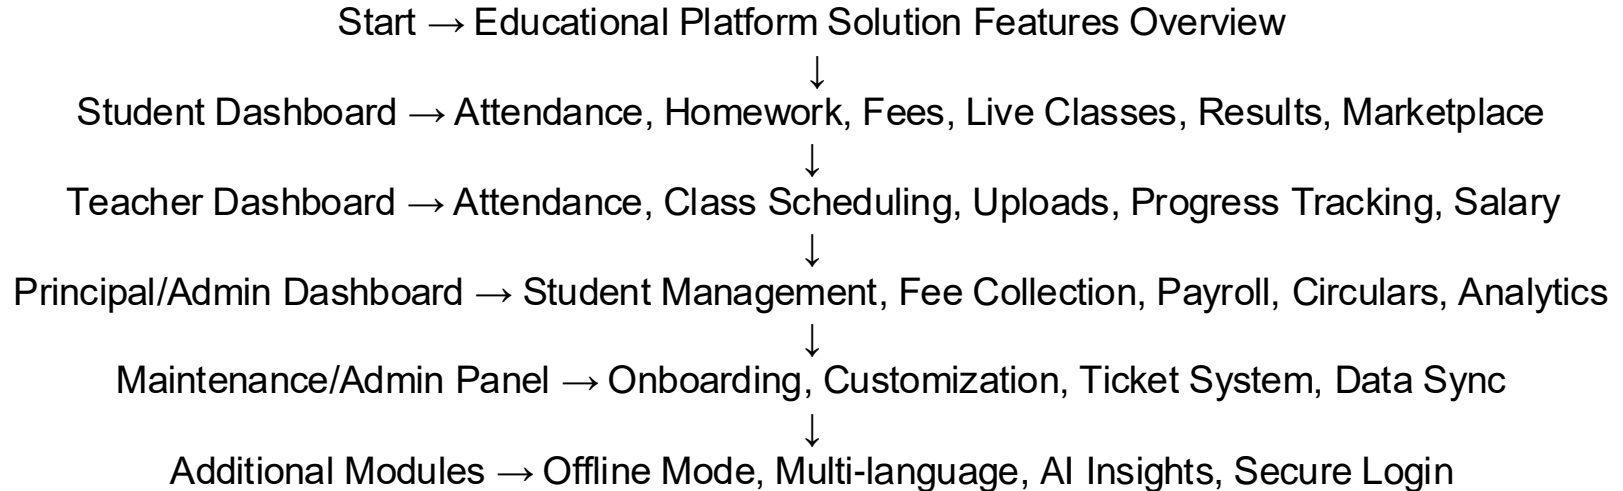 Start → Educational Platform Solution Features Overview
↓
Student Dashboard → Attendance, Homework, Fees, Live Classes, Results, Marketplace
↓
Teacher Dashboard → Attendance, Class Scheduling, Uploads, Progress Tracking, Salary
↓
Principal/Admin Dashboard → Student Management, Fee Collection, Payroll, Circulars, Analytics
↓
Maintenance/Admin Panel → Onboarding, Customization, Ticket System, Data Sync
↓
Additional Modules → Offline Mode, Multi-language, AI Insights, Secure Login